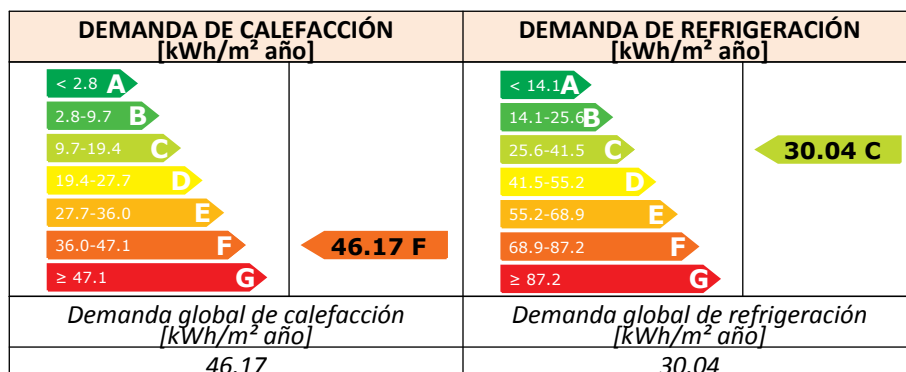 DEMANDA DE CALEFACCIÓN
[kWh/m² año]
DEMANDA DE REFRIGERACIÓN
[kWh/m² año]
< 2.8 A
2.8-9.7 B
9.7-19.4 C
19.4-27.7 D
27.7-36.0 E
36.0-47.1 F
≥ 47.1 G
46.17 F
< 14.1 A
14.1-25.6 B
25.6-41.5 C
41.5-55.2 D
55.2-68.9 E
68.9-87.2 F
≥ 87.2 G
30.04 C
Demanda global de calefacción
[kWh/m² año]
Demanda global de refrigeración
[kWh/m² año]
46.17
30.04